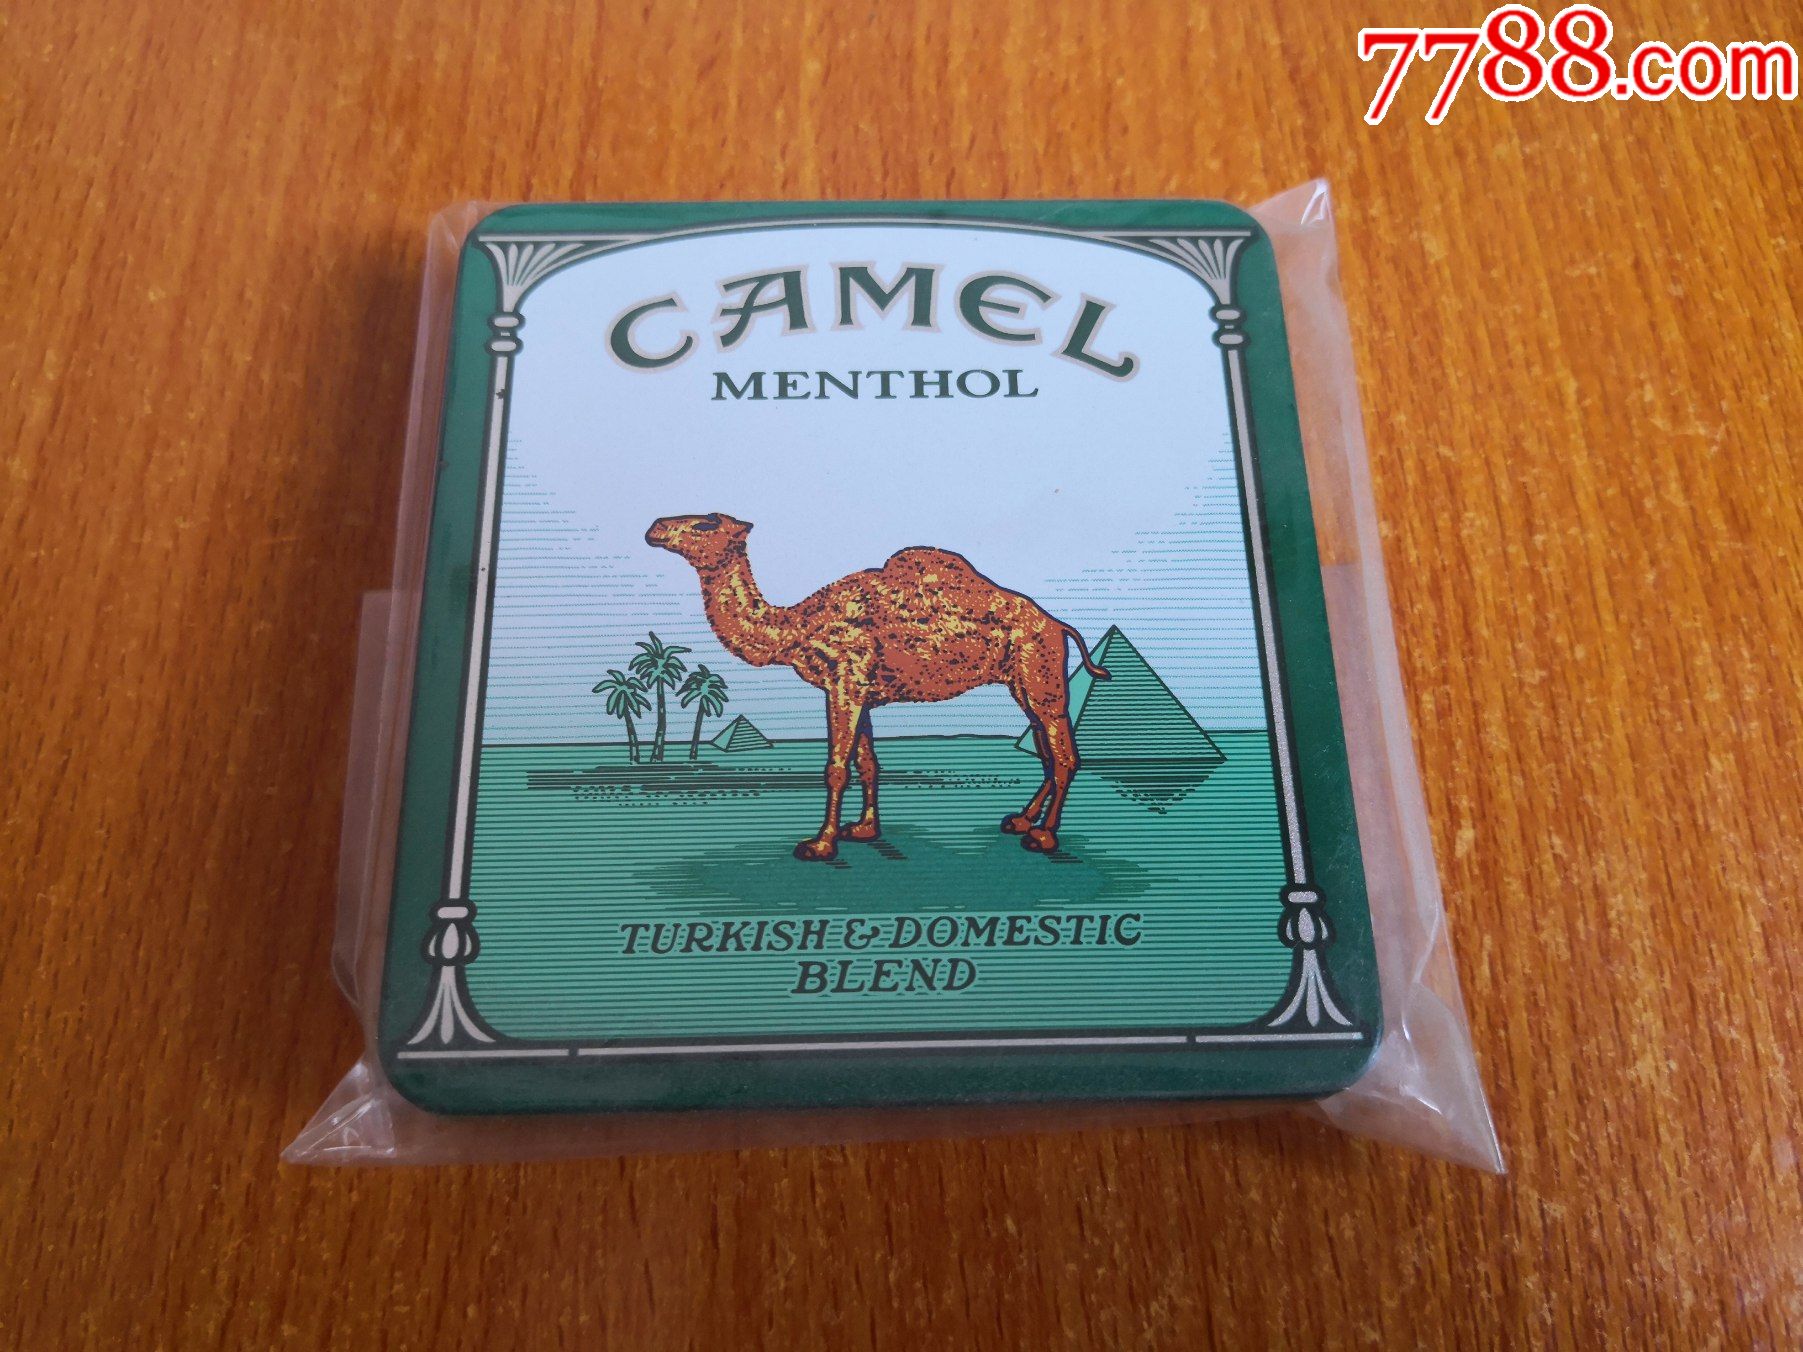 7788.com
CAMEL
MENTHOL
TURKISH & DOMESTIC
BLEND